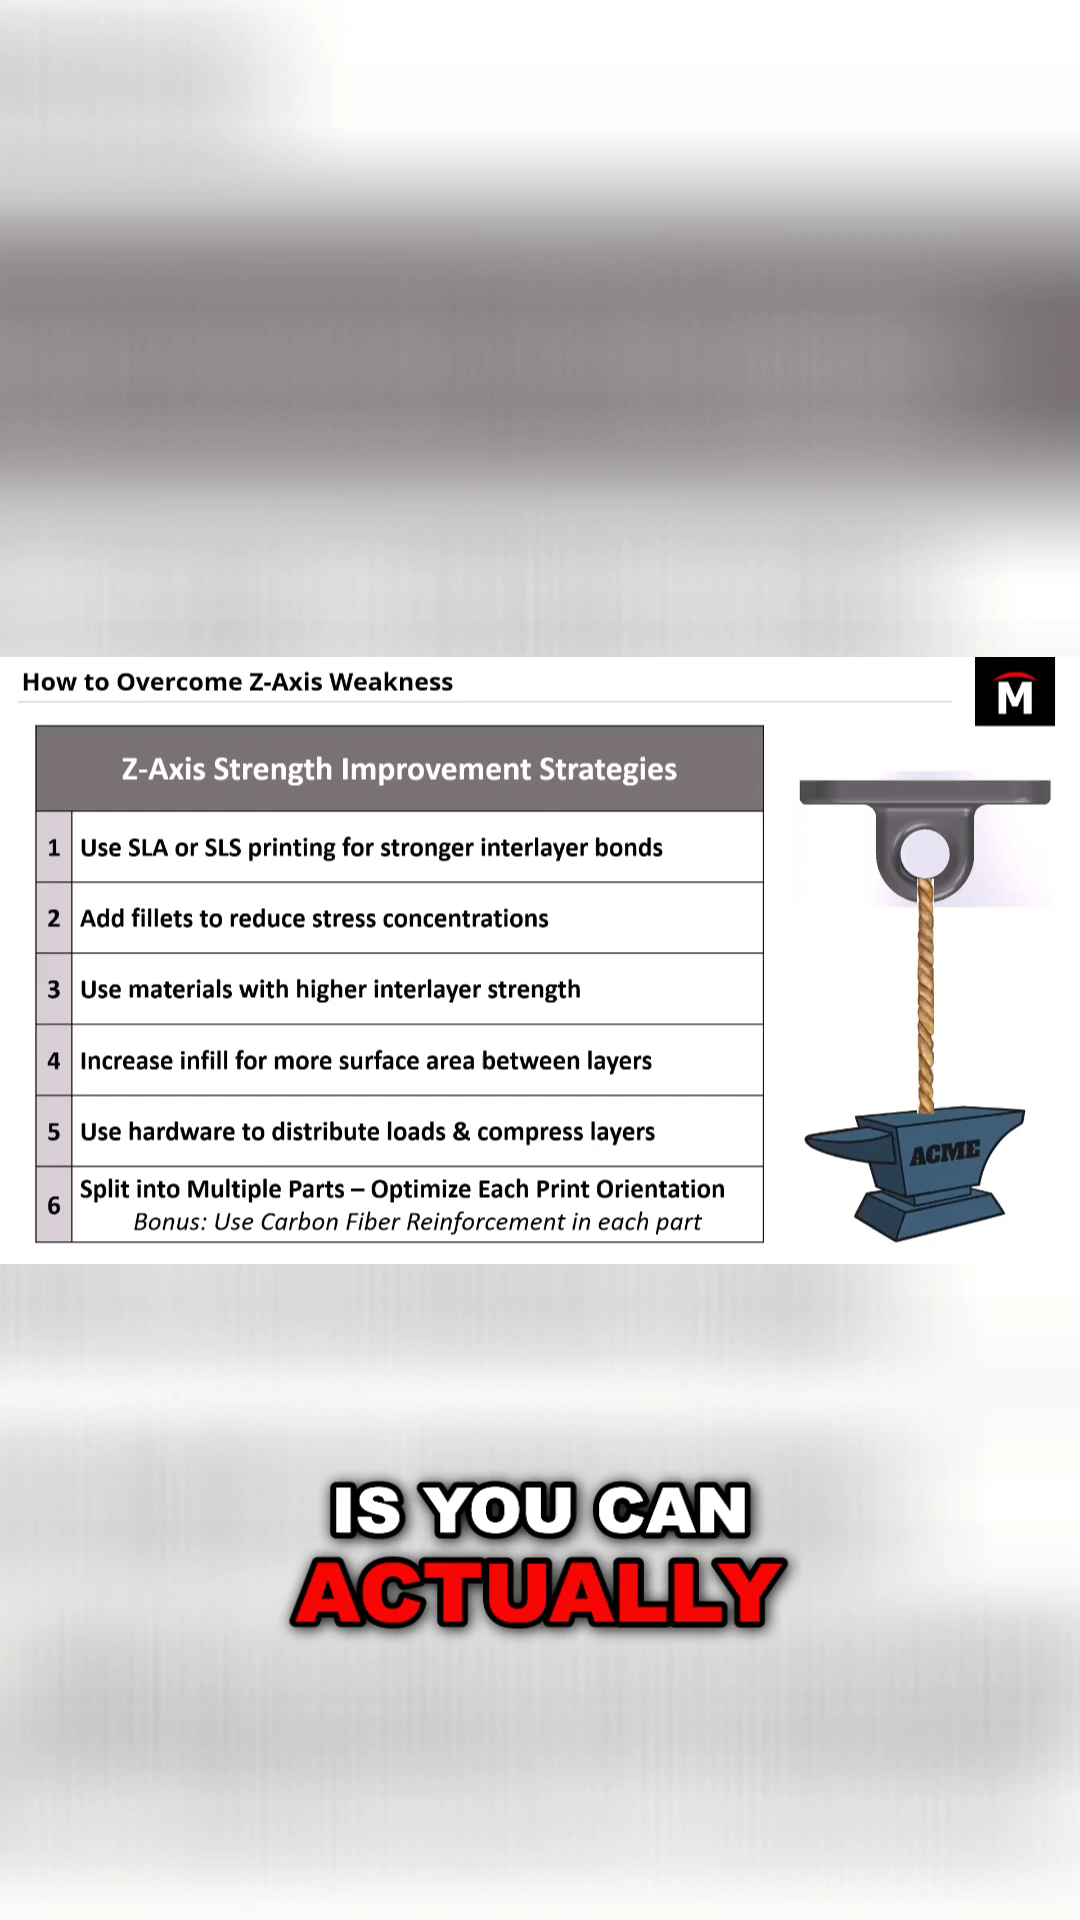 How to Overcome Z-Axis Weakness
M
Z-Axis Strength Improvement Strategies
1 Use SLA or SLS printing for stronger interlayer bonds
2 Add fillets to reduce stress concentrations
3 Use materials with higher interlayer strength
4 Increase infill for more surface area between layers
5 Use hardware to distribute loads & compress layers
6 Split into Multiple Parts – Optimize Each Print Orientation
Bonus: Use Carbon Fiber Reinforcement in each part
ACME
IS YOU CAN
ACTUALLY